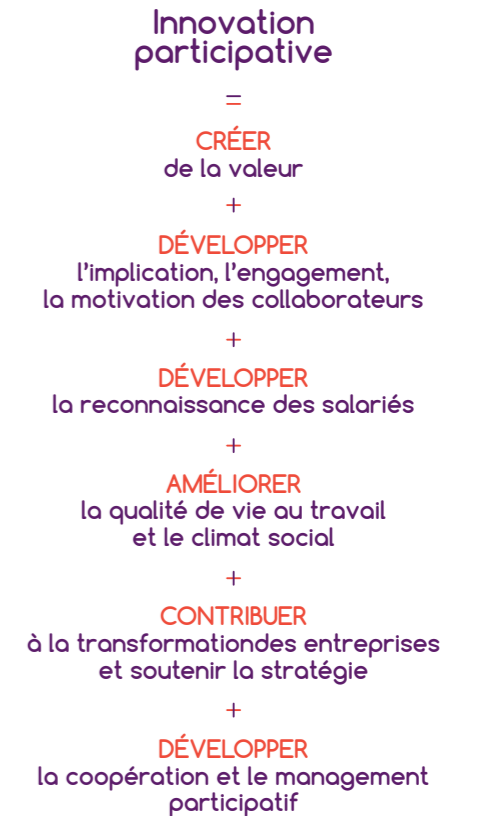 Innovation
participative
=
CRÉER
de la valeur
+
DÉVELOPPER
l'implication, l'engagement,
la motivation des collaborateurs
+
DÉVELOPPER
la reconnaissance des salariés
+
AMÉLIORER
la qualité de vie au travail
et le climat social
+
CONTRIBUER
à la transformationdes entreprises
et soutenir la stratégie
+
DÉVELOPPER
la coopération et le management
participatif